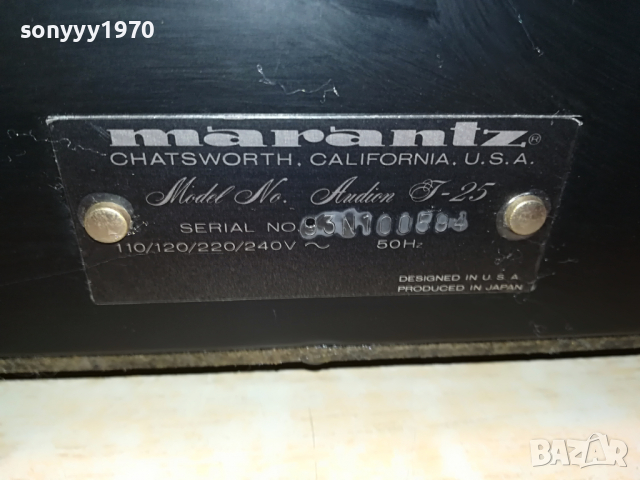 sonyyy1970
marantz®
CHATSWORTH, CALIFORNIA, U.S.A.
Model No. Audion T-25
SERIAL NO.
110/120/220/240V ～ 50Hz
DESIGNED IN U.S.A.
PRODUCED IN JAPAN
BAZAR